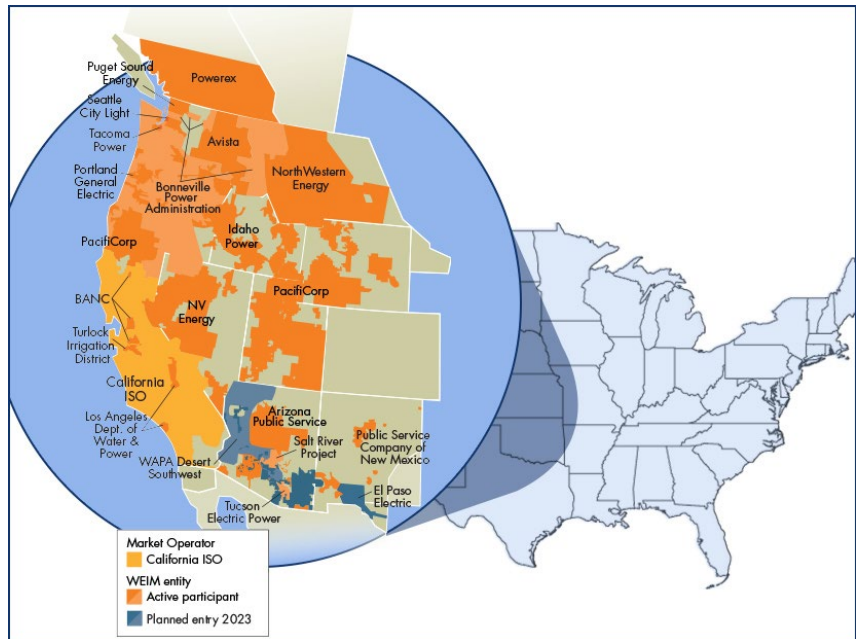 Puget Sound
Energy
Powerex
Seattle
City Light
Tacoma
Power
Avista
Portland
General
Electric
Bonneville
Power
Administration
NorthWestern
Energy
Idaho
Power
PacifiCorp
BANC
NV
Energy
PacifiCorp
Turlock
Irrigation
District
California
ISO
Los Angeles
Dept. of
Water &
Power
Arizona
Public Service
Salt River
Project
Public Service
Company of
New Mexico
WAPA Desert
Southwest
El Paso
Electric
Tucson
Electric Power
Market Operator
California ISO
WEIM entity
Active participant
Planned entry 2023